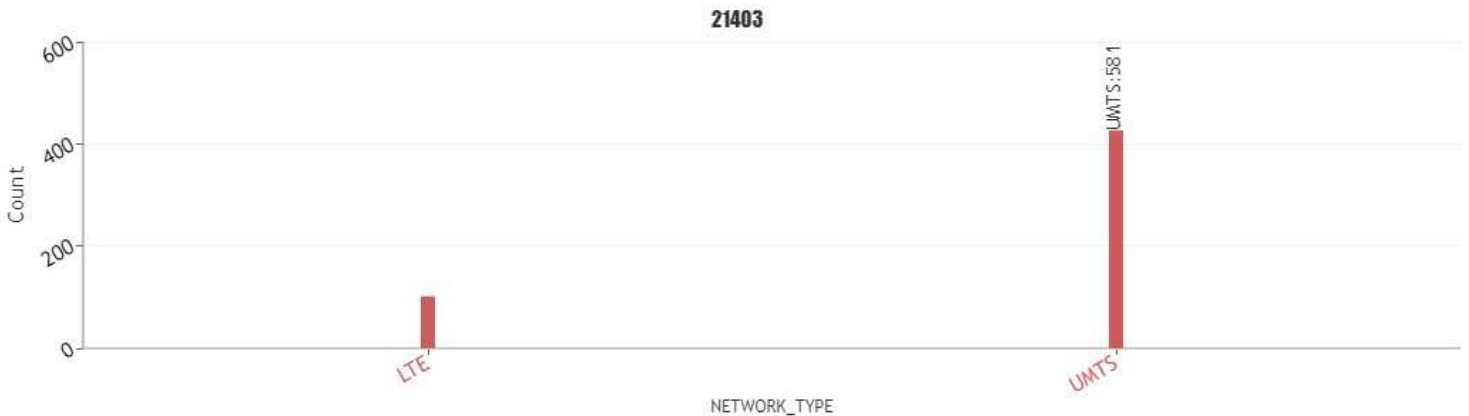 21403
600
400
200
0
Count
UMTS:581
LTE
UMTS
NETWORK_TYPE